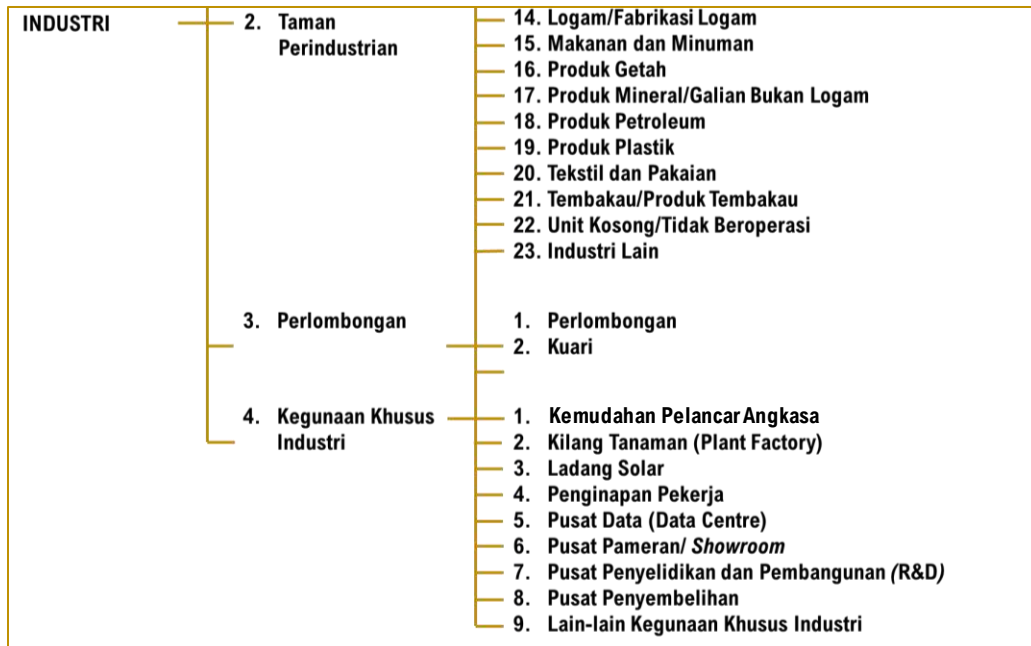 INDUSTRI
2. Taman
Perindustrian
14. Logam/Fabrikasi Logam
15. Makanan dan Minuman
16. Produk Getah
17. Produk Mineral/Galian Bukan Logam
18. Produk Petroleum
19. Produk Plastik
20. Tekstil dan Pakaian
21. Tembakau/Produk Tembakau
22. Unit Kosong/Tidak Beroperasi
23. Industri Lain
3. Perlombongan
1. Perlombongan
2. Kuari
4. Kegunaan Khusus
Industri
1. Kemudahan Pelancar Angkasa
2. Kilang Tanaman (Plant Factory)
3. Ladang Solar
4. Penginapan Pekerja
5. Pusat Data (Data Centre)
6. Pusat Pameran/ Showroom
7. Pusat Penyelidikan dan Pembangunan (R&D)
8. Pusat Penyembelihan
9. Lain-lain Kegunaan Khusus Industri